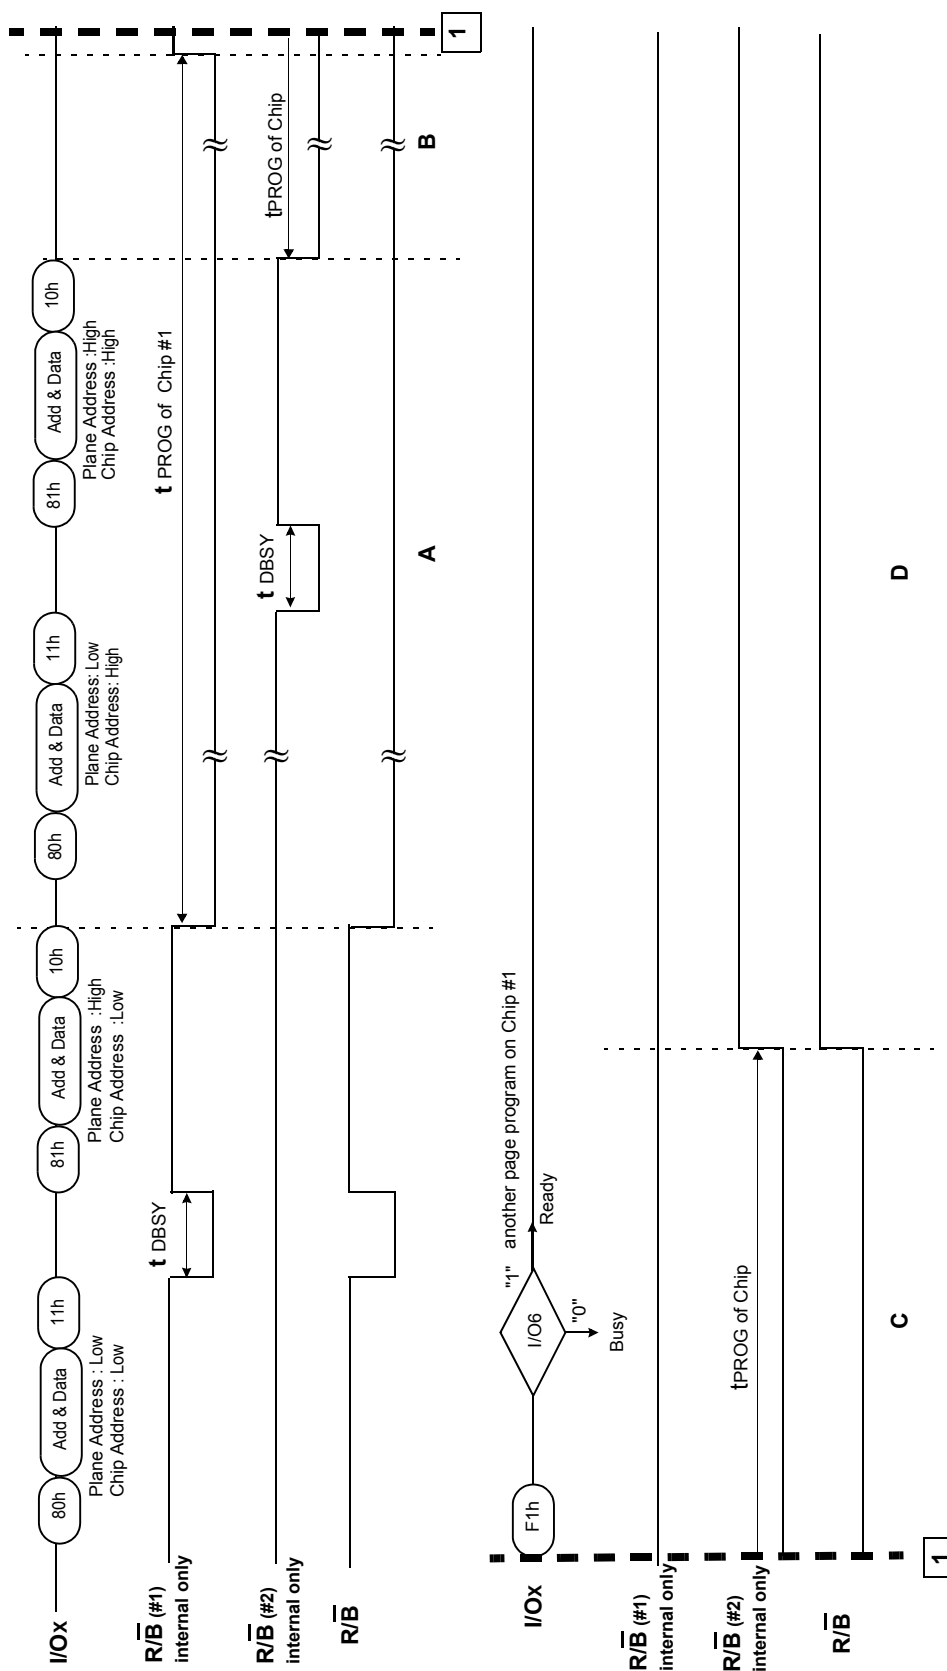 I/Ox
80h
Add & Data
11h
81h
Add & Data
10h
80h
Add & Data
11h
81h
Add & Data
10h
Plane Address : Low
Chip Address : Low
Plane Address :High
Chip Address :Low
Plane Address: Low
Chip Address: High
Plane Address :High
Chip Address :High
R/B (#1)
internal only
t DBSY
t PROG of Chip #1
R/B (#2)
internal only
t DBSY
tPROG of Chip
R/B
A
B
1
I/Ox
F1h
I/O6
"1" another page program on Chip #1
Ready
"0"
Busy
R/B (#1)
internal only
R/B (#2)
internal only
tPROG of Chip
R/B
C
D
1